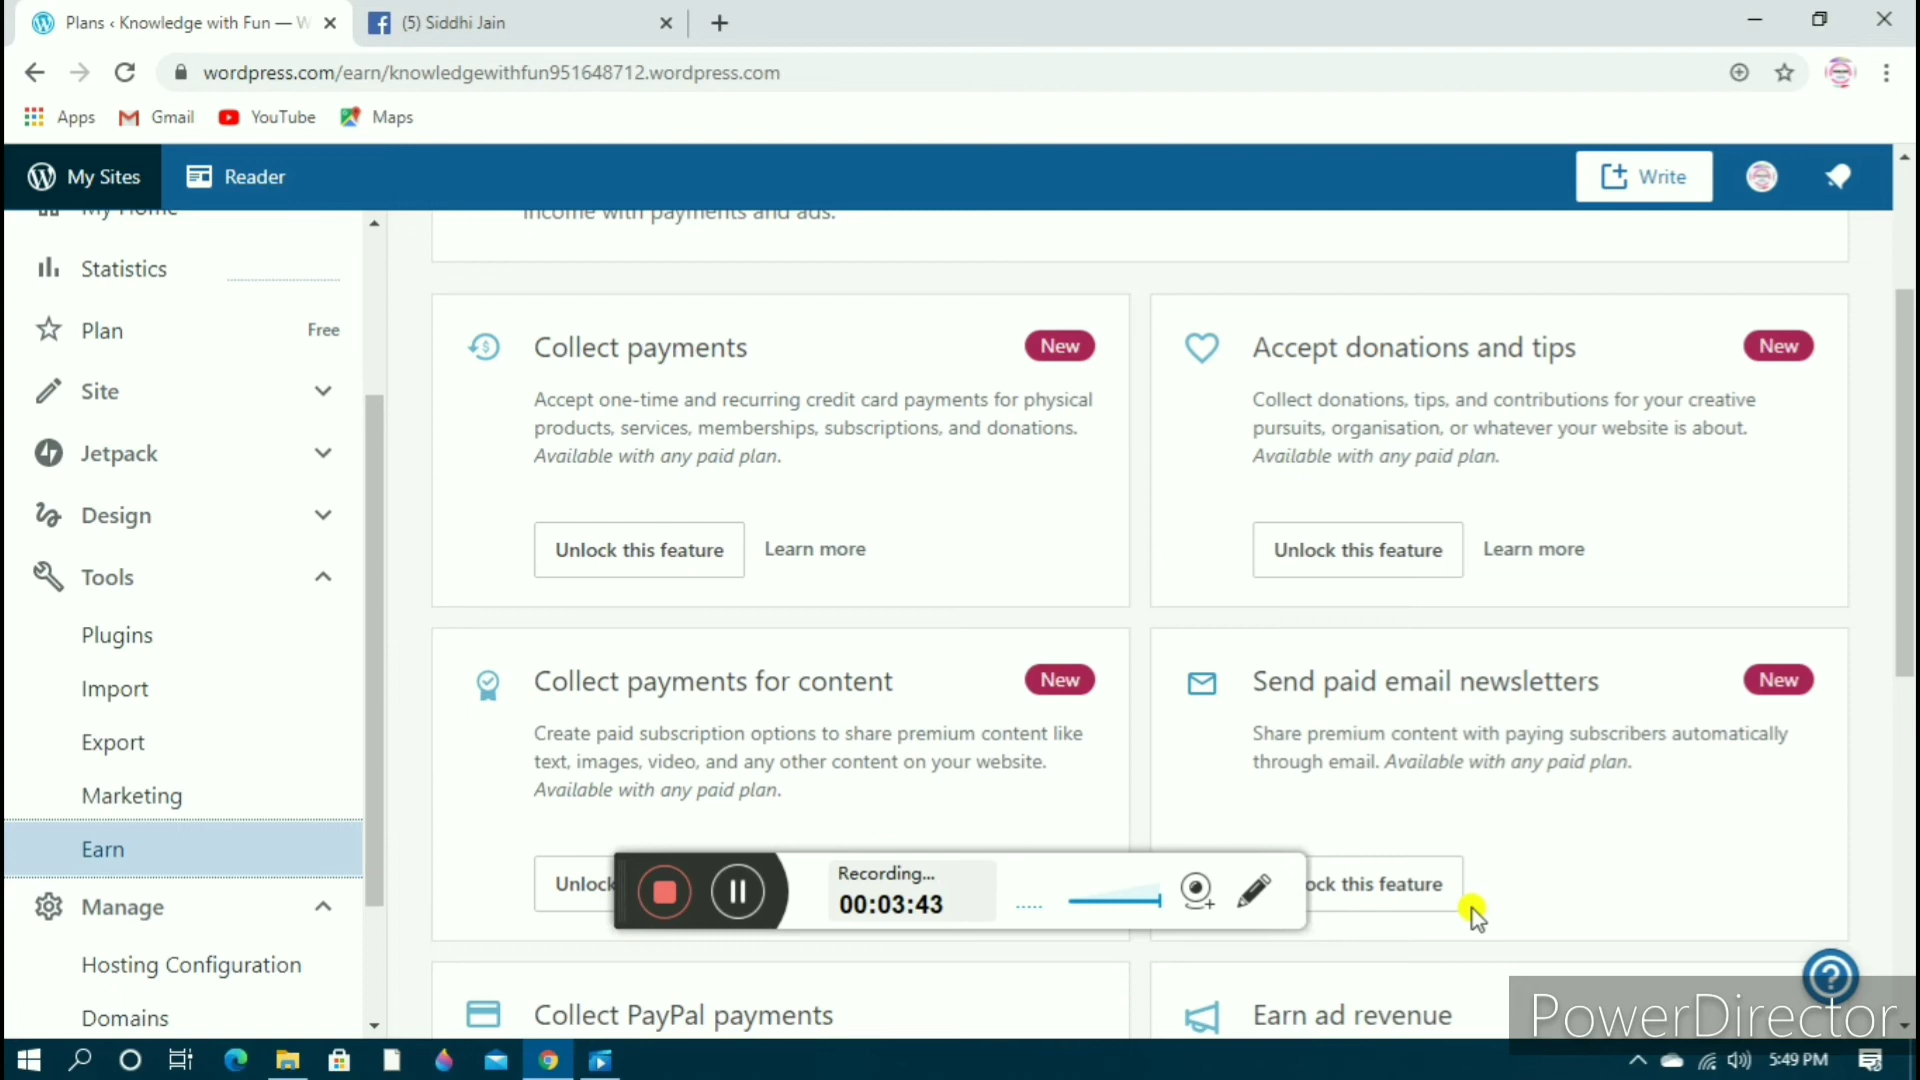 Plans ‹ Knowledge with Fun — W
(5) Siddhi Jain
wordpress.com/earn/knowledgewithfun951648712.wordpress.com
Apps Gmail YouTube Maps
My Sites Reader Write
My Home
income with payments and ads.
Statistics
Plan Free
Site
Jetpack
Design
Tools
Plugins
Import
Export
Marketing
Earn
Manage
Hosting Configuration
Domains
Collect payments New
Accept one-time and recurring credit card payments for physical
products, services, memberships, subscriptions, and donations.
Available with any paid plan.
Unlock this feature Learn more
Accept donations and tips New
Collect donations, tips, and contributions for your creative
pursuits, organisation, or whatever your website is about.
Available with any paid plan.
Unlock this feature Learn more
Collect payments for content New
Create paid subscription options to share premium content like
text, images, video, and any other content on your website.
Available with any paid plan.
Unlock
Send paid email newsletters New
Share premium content with paying subscribers automatically
through email. Available with any paid plan.
ock this feature
Recording...
00:03:43
Collect PayPal payments
Earn ad revenue
PowerDirector
5:49 PM